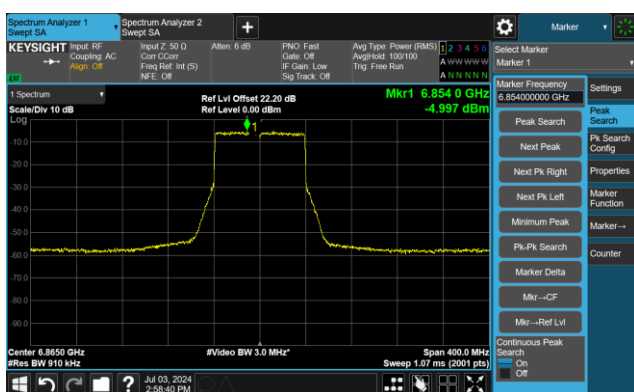 Spectrum Analyzer 1
Swept SA
Spectrum Analyzer 2
Swept SA
+
Marker
KEYSIGHT
Input: RF
Coupling: AC
Align: Off
Input Z: 50 Ω
Corr CCorr
Freq Ref: Int (S)
NFE: Off
Atten: 6 dB
PNO: Fast
Gate: Off
IF Gain: Low
Sig Track: Off
Avg Type: Power (RMS)
Avg|Hold: 100/100
Trig: Free Run
1 2 3 4 5 6
A W W W W W
A N N N N N
Select Marker
Marker 1
LXI
1 Spectrum
Scale/Div 10 dB
Ref Lvl Offset 22.20 dB
Ref Level 0.00 dBm
Mkr1 6.854 0 GHz
-4.997 dBm
Log
1
-10.0
-20.0
-30.0
-40.0
-50.0
-60.0
-70.0
-80.0
-90.0
Center 6.8650 GHz
#Res BW 910 kHz
#Video BW 3.0 MHz*
Span 400.0 MHz
Sweep 1.07 ms (2001 pts)
Marker Frequency
6.854000000 GHz
Peak Search
Next Peak
Next Pk Right
Next Pk Left
Minimum Peak
Pk-Pk Search
Marker Delta
Mkr→CF
Mkr→Ref Lvl
Continuous Peak
Search
On
Off
Settings
Peak
Search
Pk Search
Config
Properties
Marker
Function
Marker→
Counter
?
Jul 03, 2024
2:58:40 PM